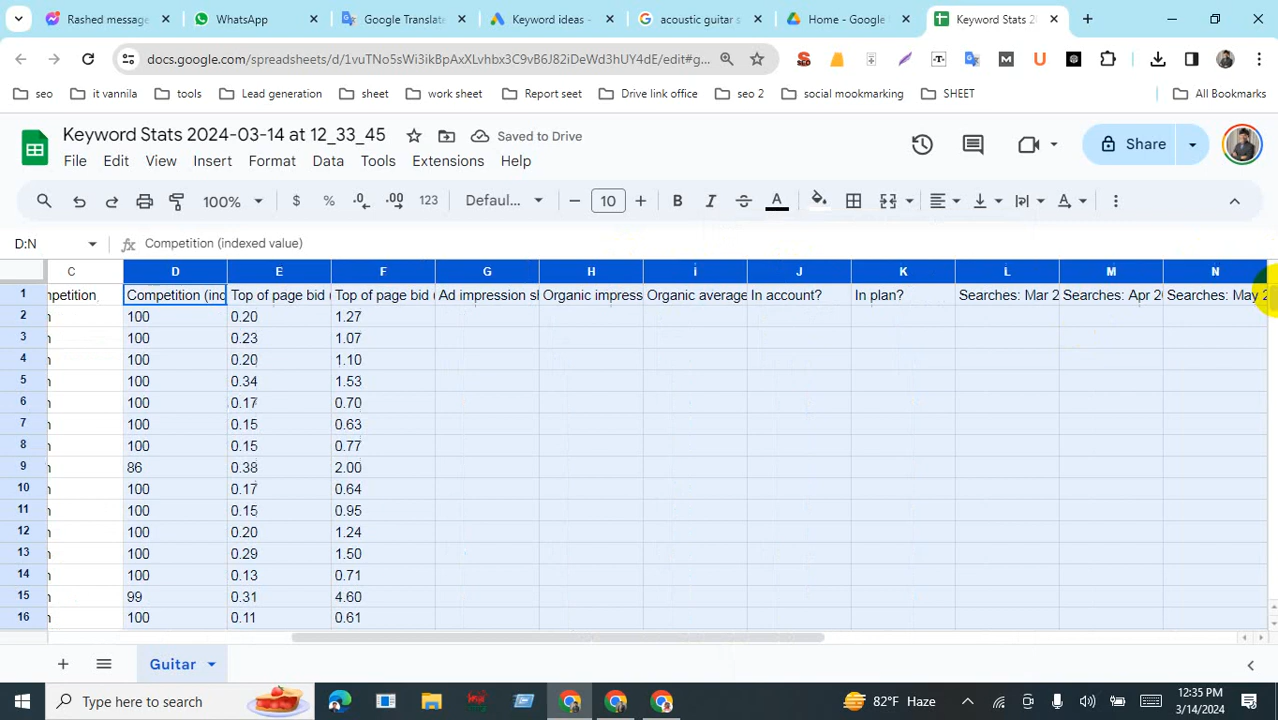 Rashed message
WhatsApp
Google Translate
Keyword ideas -
acoustic guitar s
Home - Google
Keyword Stats 2
docs.google.com/spreadsheets/d/1vuTNo5sWi3ikBpAxXLvhbx3C9vB6J82iDeWd3hUY4dE/edit#g...
seo
it vannila
tools
Lead generation
sheet
work sheet
Report seet
Drive link office
seo 2
social mookmarking
SHEET
All Bookmarks
Keyword Stats 2024-03-14 at 12_33_45
Saved to Drive
File Edit View Insert Format Data Tools Extensions Help
Share
100% $ % .0 .00 123 Defaul... 10 B I A
D:N
Competition (indexed value)
C D E F G H I J K L M N
1 npetition Competition (inc Top of page bid ( Top of page bid ( Ad impression sl Organic impress Organic average In account? In plan? Searches: Mar 2 Searches: Apr 2 Searches: May 2
2 100 0.20 1.27
3 100 0.23 1.07
4 100 0.20 1.10
5 100 0.34 1.53
6 100 0.17 0.70
7 100 0.15 0.63
8 100 0.15 0.77
9 86 0.38 2.00
10 100 0.17 0.64
11 100 0.15 0.95
12 100 0.20 1.24
13 100 0.29 1.50
14 100 0.13 0.71
15 99 0.31 4.60
16 100 0.11 0.61
Guitar
Type here to search
82°F Haze
12:35 PM
3/14/2024